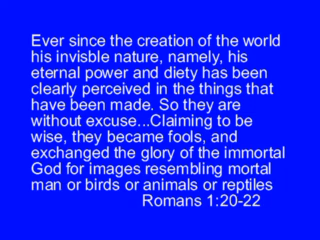 Ever since the creation of the world
his invisble nature, namely, his
eternal power and diety has been
clearly perceived in the things that
have been made. So they are
without excuse...Claiming to be
wise, they became fools, and
exchanged the glory of the immortal
God for images resembling mortal
man or birds or animals or reptiles
Romans 1:20-22